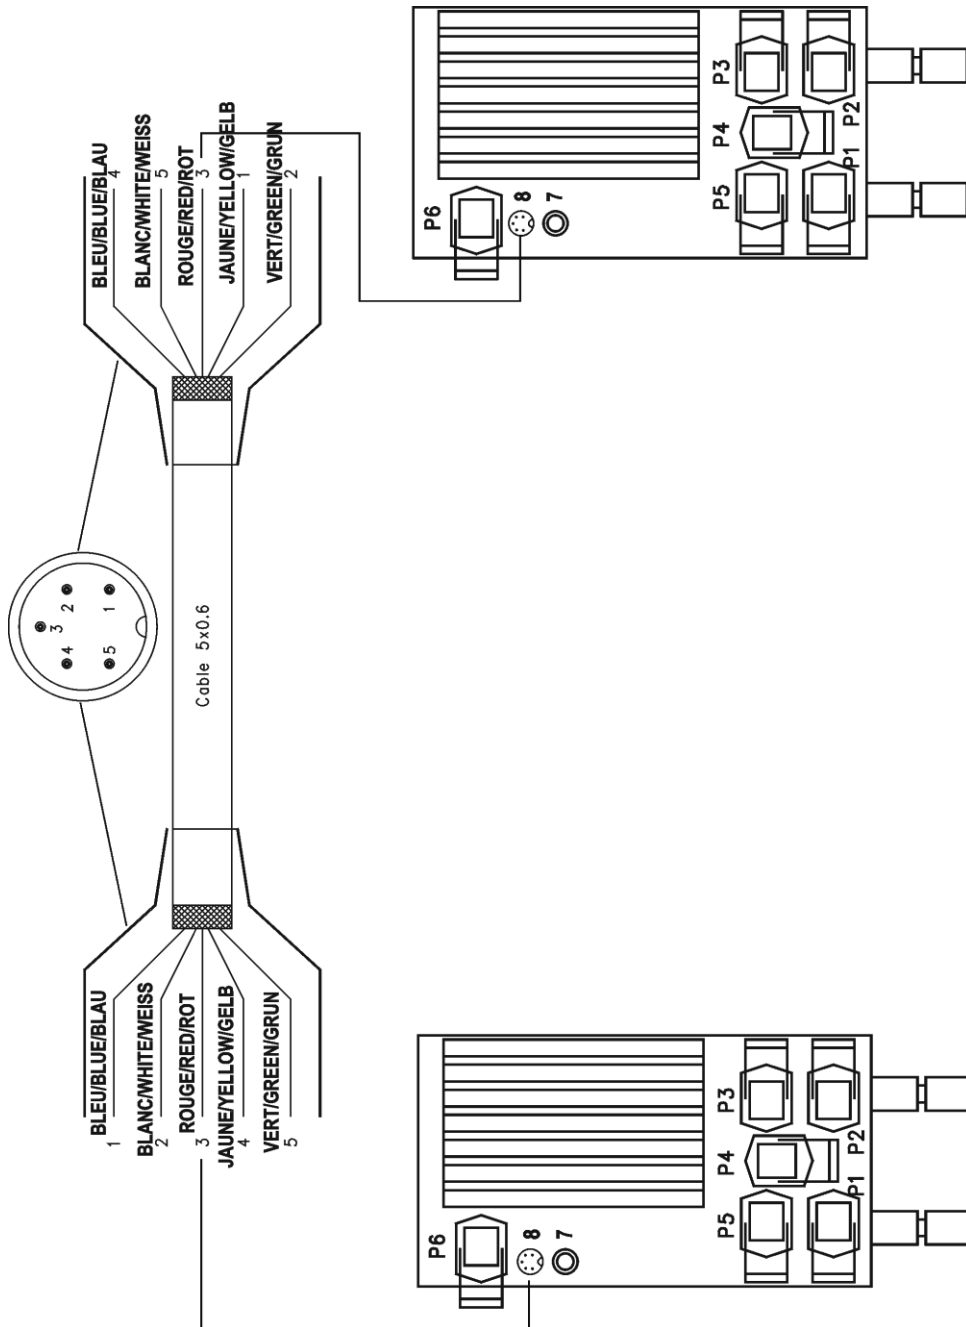 BLEU/BLUE/BLAU
4
BLANC/WHITE/WEISS
5
ROUGE/RED/ROT
3
JAUNE/YELLOW/GELB
1
VERT/GREEN/GRUN
2
P6
8
7
P3
P4
P5
P2
P1
1
2
3
4
5
Cable 5x0.6
BLEU/BLUE/BLAU
1
BLANC/WHITE/WEISS
2
ROUGE/RED/ROT
3
JAUNE/YELLOW/GELB
4
VERT/GREEN/GRUN
5
P6
8
7
P3
P4
P5
P2
P1